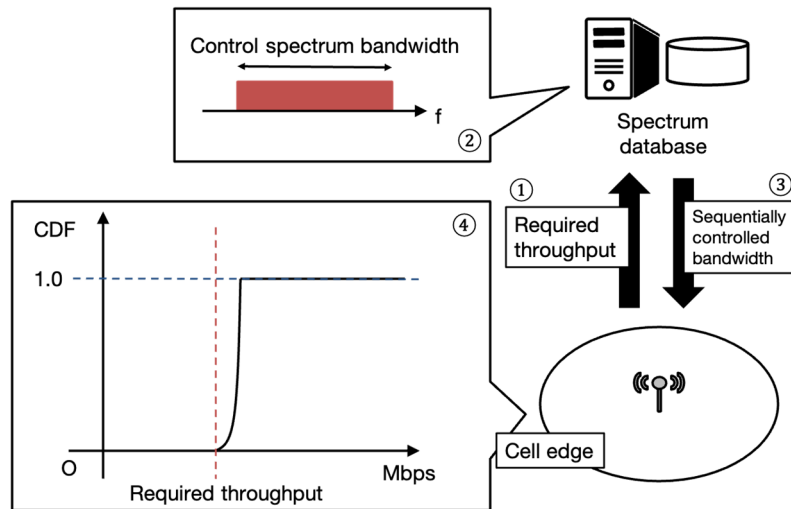 Control spectrum bandwidth
f
②
Spectrum
database
①
Required
throughput
③
Sequentially
controlled
bandwidth
④
CDF
1.0
O
Mbps
Required throughput
Cell edge